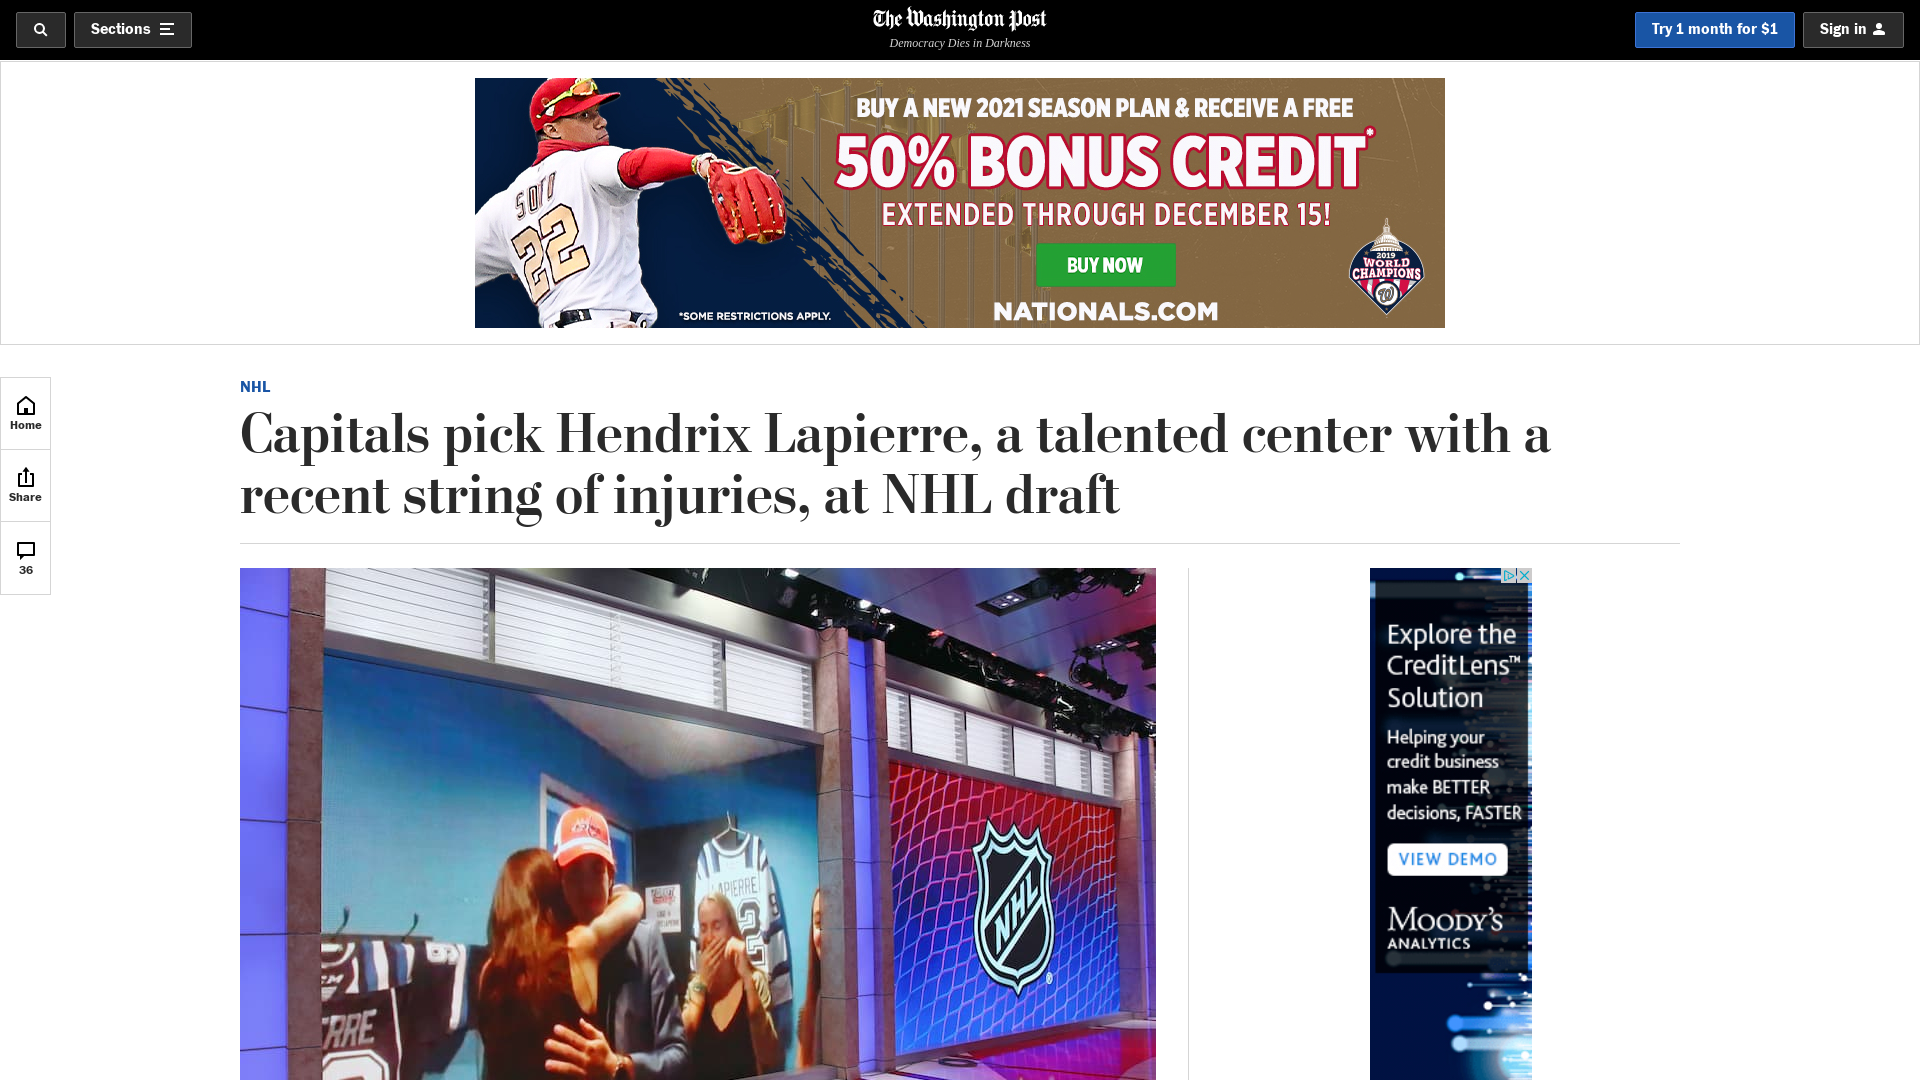 Sections
The Washington Post
Democracy Dies in Darkness
Try 1 month for $1
Sign in
BUY A NEW 2021 SEASON PLAN & RECEIVE A FREE
50% BONUS CREDIT*
EXTENDED THROUGH DECEMBER 15!
BUY NOW
NATIONALS.COM
*SOME RESTRICTIONS APPLY.
22
2019
WORLD
CHAMPIONS
W
Home
Share
36
NHL
Capitals pick Hendrix Lapierre, a talented center with a
recent string of injuries, at NHL draft
LAPIERRE
NHL
Explore the
CreditLens™
Solution
Helping your
credit business
make BETTER
decisions, FASTER
VIEW DEMO
MOODY'S
ANALYTICS